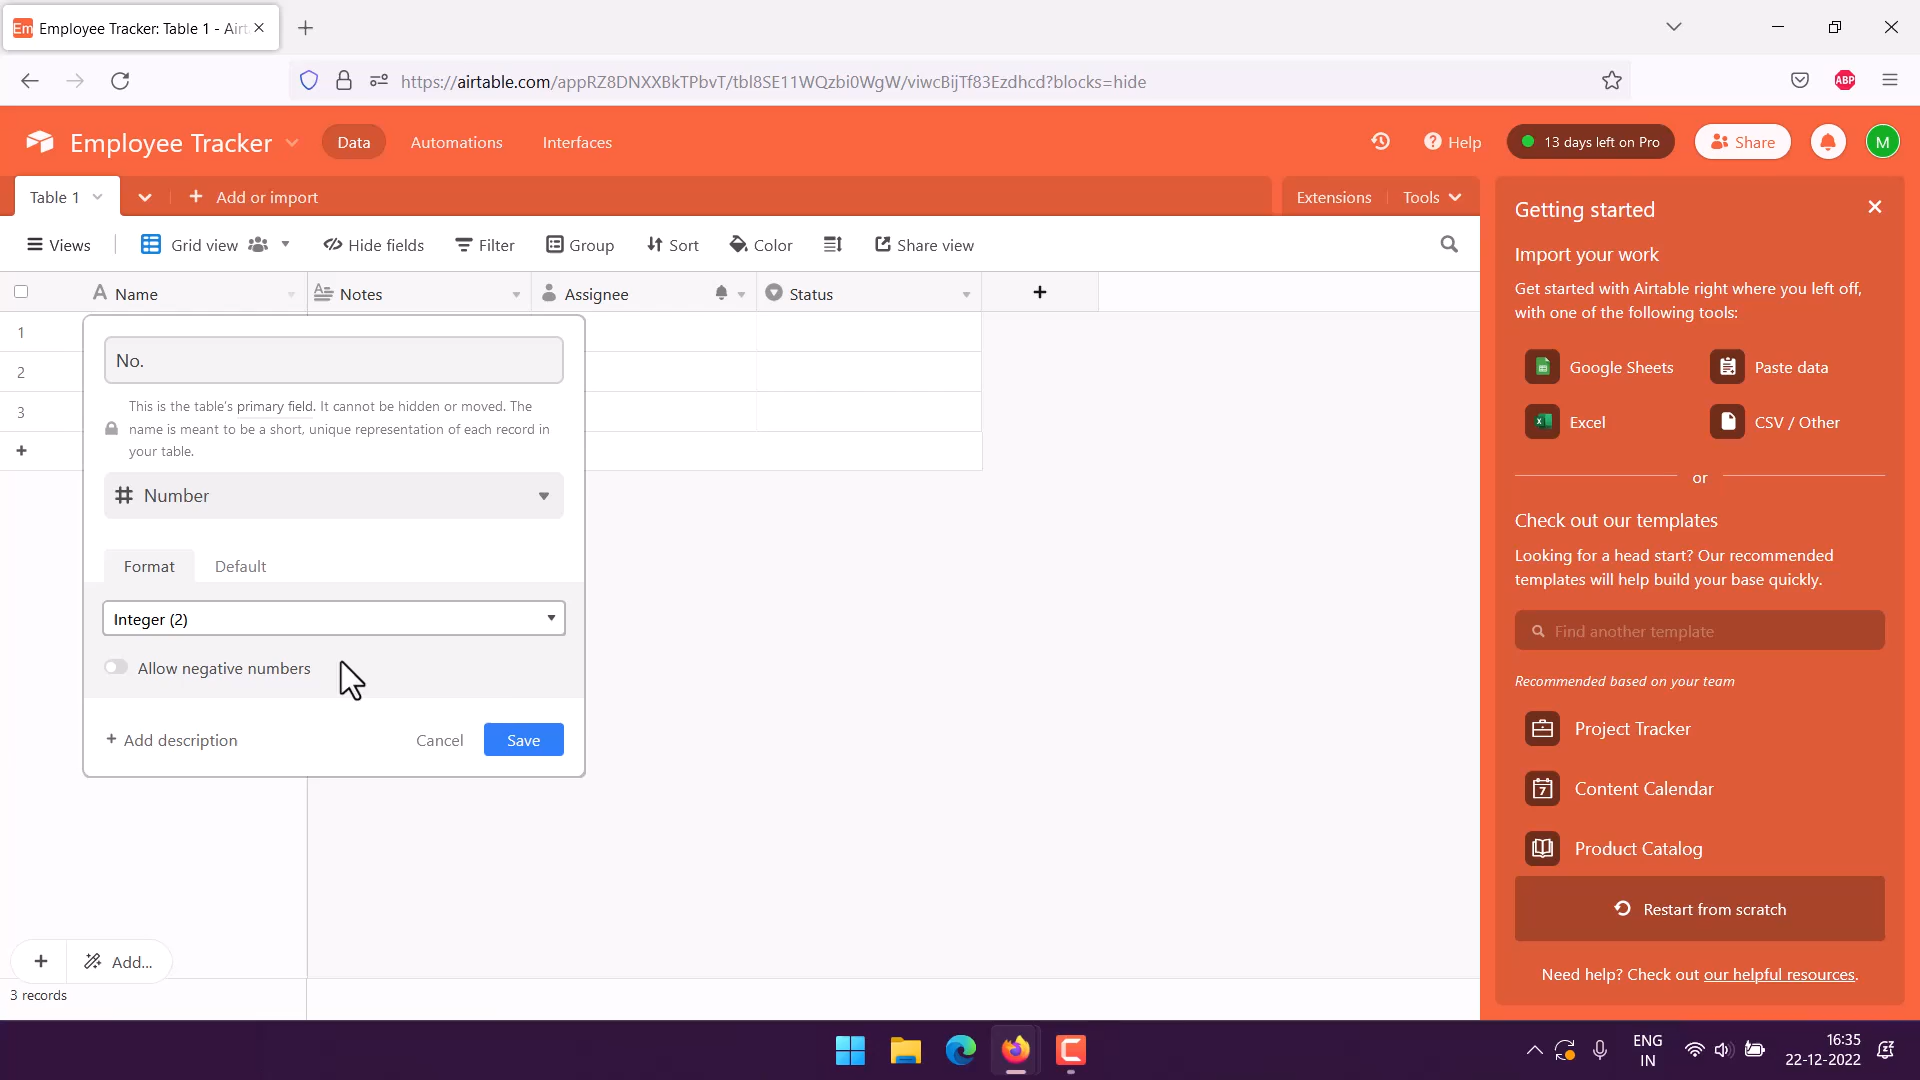 Em Employee Tracker: Table 1 - Airt
https://airtable.com/appRZ8DNXXBkTPbvT/tbl8SE11WQzbi0WgW/viwcBijTf83Ezdhcd?blocks=hide
ABP
Employee Tracker
Data
Automations
Interfaces
Help
13 days left on Pro
Share
M
Table 1
Add or import
Extensions
Tools
Views
Grid view
Hide fields
Filter
Group
Sort
Color
Share view
Name
Notes
Assignee
Status
1
2
3
No.
This is the table's primary field. It cannot be hidden or moved. The
name is meant to be a short, unique representation of each record in
your table.
Number
Format
Default
Integer (2)
Allow negative numbers
+ Add description
Cancel
Save
Add...
3 records
Getting started
Import your work
Get started with Airtable right where you left off,
with one of the following tools:
Google Sheets
Paste data
Excel
CSV / Other
or
Check out our templates
Looking for a head start? Our recommended
templates will help build your base quickly.
Find another template
Recommended based on your team
Project Tracker
7
Content Calendar
Product Catalog
Restart from scratch
Need help? Check out our helpful resources.
ENG
IN
16:35
22-12-2022